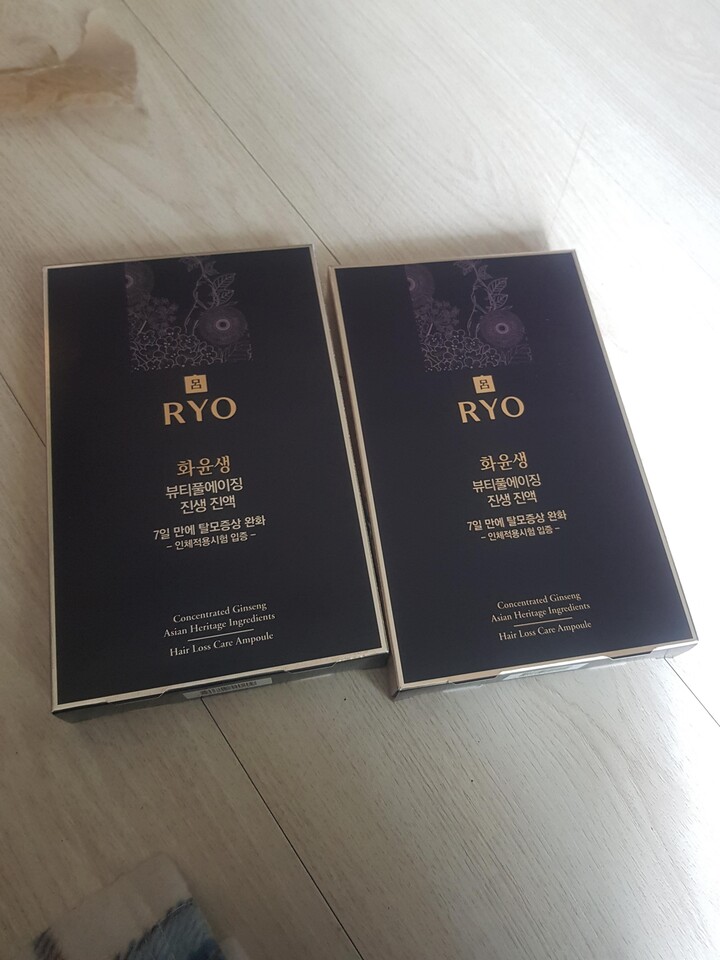 呂
RYO
화윤생
뷰티풀에이징
진생 진액
7일 만에 탈모증상 완화
– 인체적용시험 입증 –
Concentrated Ginseng
Asian Heritage Ingredients
Hair Loss Care Ampoule
呂
RYO
화윤생
뷰티풀에이징
진생 진액
7일 만에 탈모증상 완화
– 인체적용시험 입증 –
Concentrated Ginseng
Asian Heritage Ingredients
Hair Loss Care Ampoule